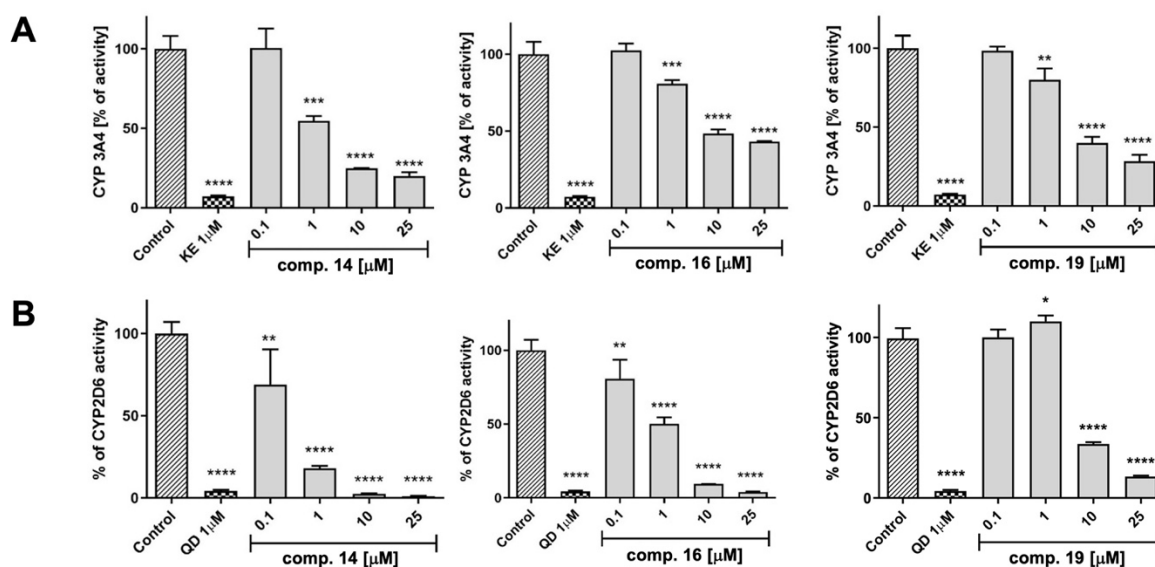 A
CYP 3A4 [% of activity]
100
50
0
***
****
****
****
Control
KE 1μM
0.1
1
10
25
comp. 14 [μM]
CYP 3A4 [% of activity]
100
50
0
***
****
****
****
Control
KE 1μM
0.1
1
10
25
comp. 16 [μM]
CYP 3A4 [% of activity]
100
50
0
**
****
****
****
Control
KE 1μM
0.1
1
10
25
comp. 19 [μM]
B
% of CYP2D6 activity
100
50
0
**
****
****
****
****
Control
QD 1μM
0.1
1
10
25
comp. 14 [μM]
% of CYP2D6 activity
100
50
0
**
****
****
****
****
Control
QD 1μM
0.1
1
10
25
comp. 16 [μM]
% of CYP2D6 activity
100
50
0
*
****
****
****
Control
QD 1μM
0.1
1
10
25
comp. 19 [μM]